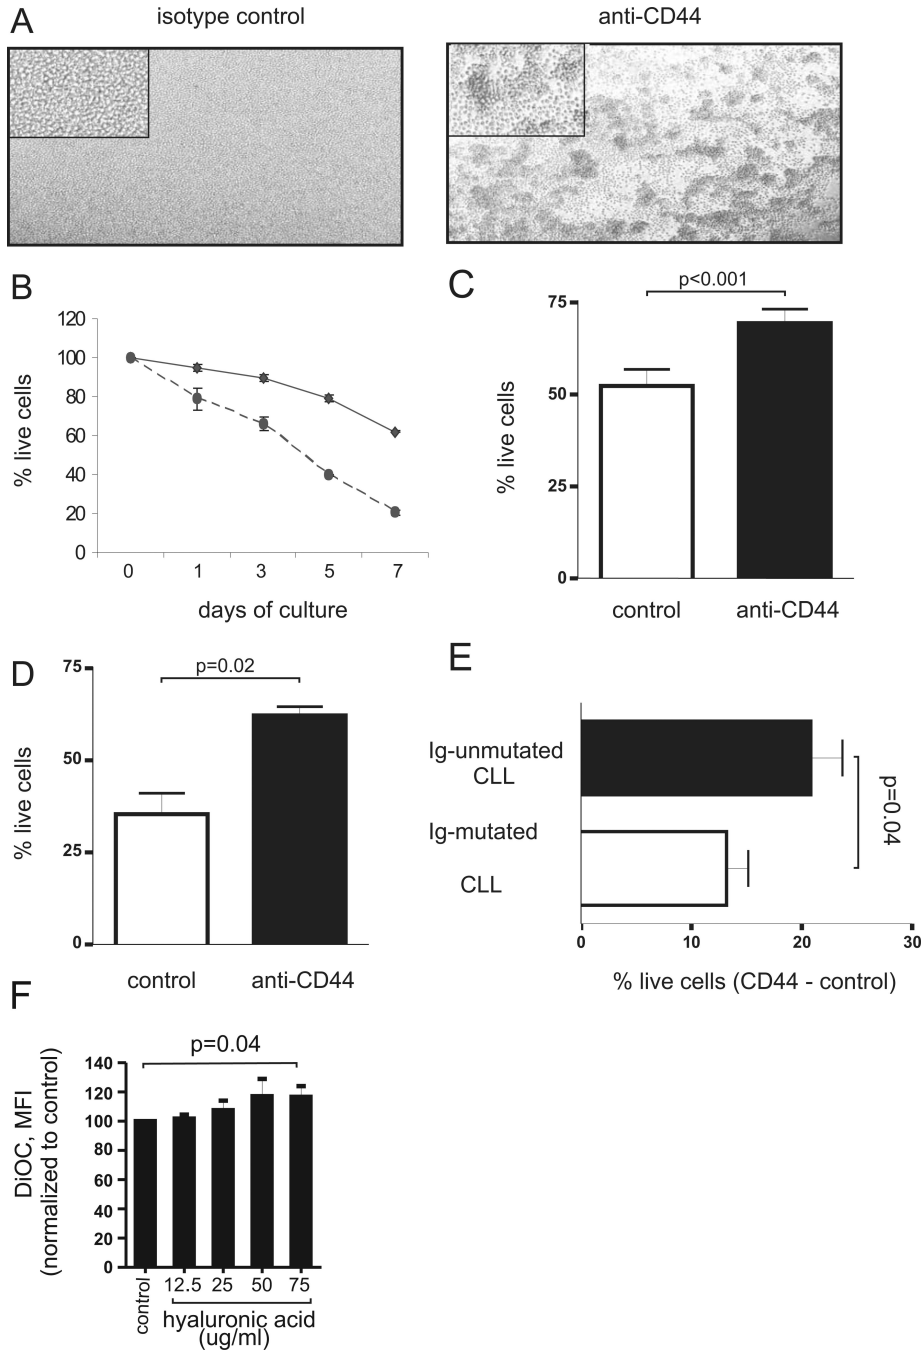 A
isotype control
anti-CD44
B
120
100
80
60
40
20
0
% live cells
0 1 3 5 7
days of culture
C
p<0.001
75
50
25
0
% live cells
control anti-CD44
D
p=0.02
75
50
25
0
% live cells
control anti-CD44
E
Ig-unmutated
CLL
Ig-mutated
CLL
p=0.04
0 10 20 30
% live cells (CD44 - control)
F
p=0.04
140
120
100
80
60
40
20
0
DiOC, MFI
(normalized to control)
control 12.5 25 50 75
hyaluronic acid
(ug/ml)